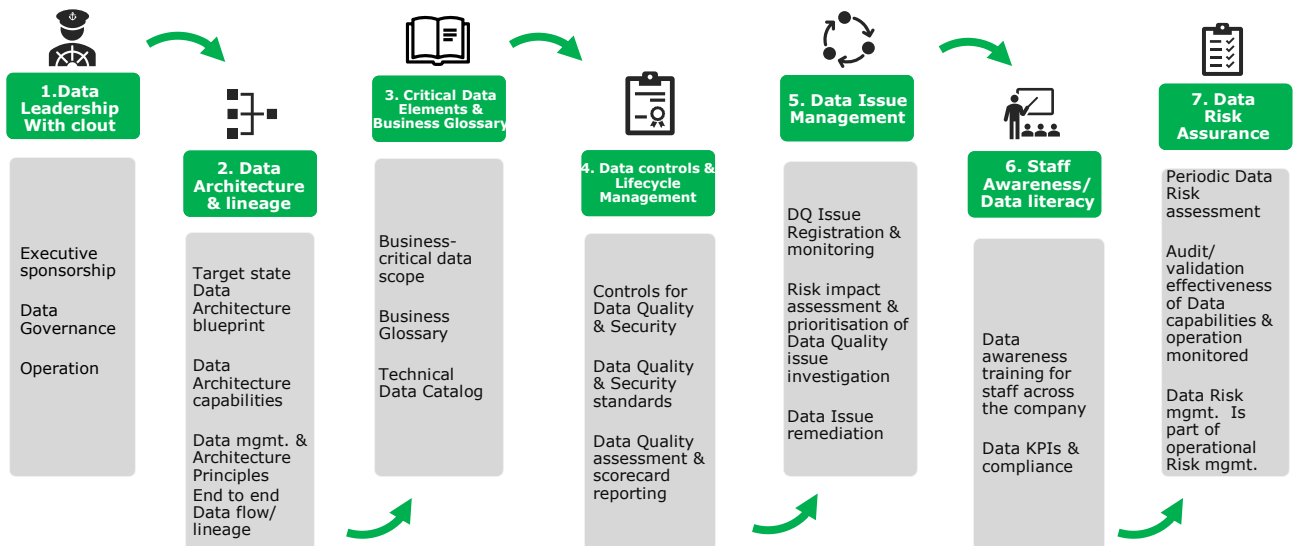 1.Data
Leadership
With clout
Executive
sponsorship
Data
Governance
Operation
2. Data
Architecture
& lineage
Target state
Data
Architecture
blueprint
Data
Architecture
capabilities
Data mgmt. &
Architecture
Principles
End to end
Data flow/
lineage
3. Critical Data
Elements &
Business Glossary
Business-
critical data
scope
Business
Glossary
Technical
Data Catalog
4. Data controls &
Lifecycle
Management
Controls for
Data Quality
& Security
Data Quality
& Security
standards
Data Quality
assessment &
scorecard
reporting
5. Data Issue
Management
DQ Issue
Registration &
monitoring
Risk impact
assessment &
prioritisation of
Data Quality
issue
investigation
Data Issue
remediation
6. Staff
Awareness/
Data literacy
Data
awareness
training for
staff across
the company
Data KPIs &
compliance
7. Data
Risk
Assurance
Periodic Data
Risk
assessment
Audit/
validation
effectiveness
of Data
capabilities &
operation
monitored
Data Risk
mgmt. Is
part of
operational
Risk mgmt.